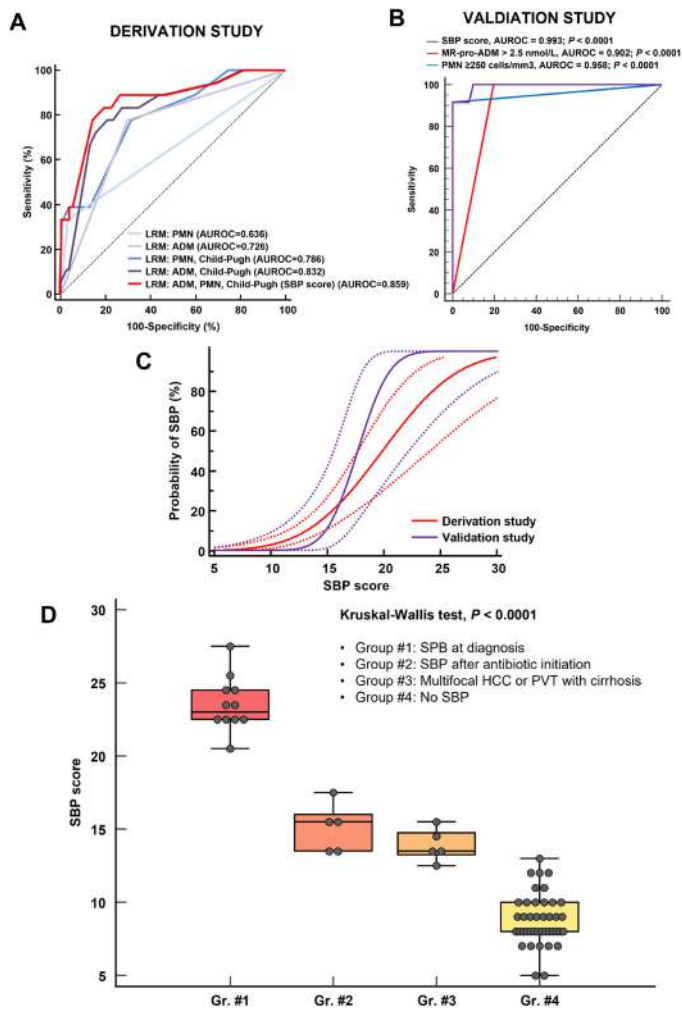 A
DERIVATION STUDY
Sensitivity (%)
100
80
60
40
20
0
LRM: PMN (AUROC=0.636)
LRM: ADM (AUROC=0.726)
LRM: PMN, Child-Pugh (AUROC=0.786)
LRM: ADM, Child-Pugh (AUROC=0.832)
LRM: ADM, PMN, Child-Pugh (SBP score) (AUROC=0.859)
0 20 40 60 80 100
100-Specificity (%)
B
VALDIATION STUDY
SBP score, AUROC = 0.993; P < 0.0001
MR-pro-ADM > 2.5 nmol/L, AUROC = 0.902; P < 0.0001
PMN ≥250 cells/mm3, AUROC = 0.958; P < 0.0001
Sensitivity
100
80
60
40
20
0
0 20 40 60 80 100
100-Specificity
C
Probability of SBP (%)
80
60
40
20
0
Derivation study
Validation study
5 10 15 20 25 30
SBP score
D
Kruskal-Wallis test, P < 0.0001
• Group #1: SPB at diagnosis
• Group #2: SBP after antibiotic initiation
• Group #3: Multifocal HCC or PVT with cirrhosis
• Group #4: No SBP
SBP score
30
25
20
15
10
5
Gr. #1 Gr. #2 Gr. #3 Gr. #4